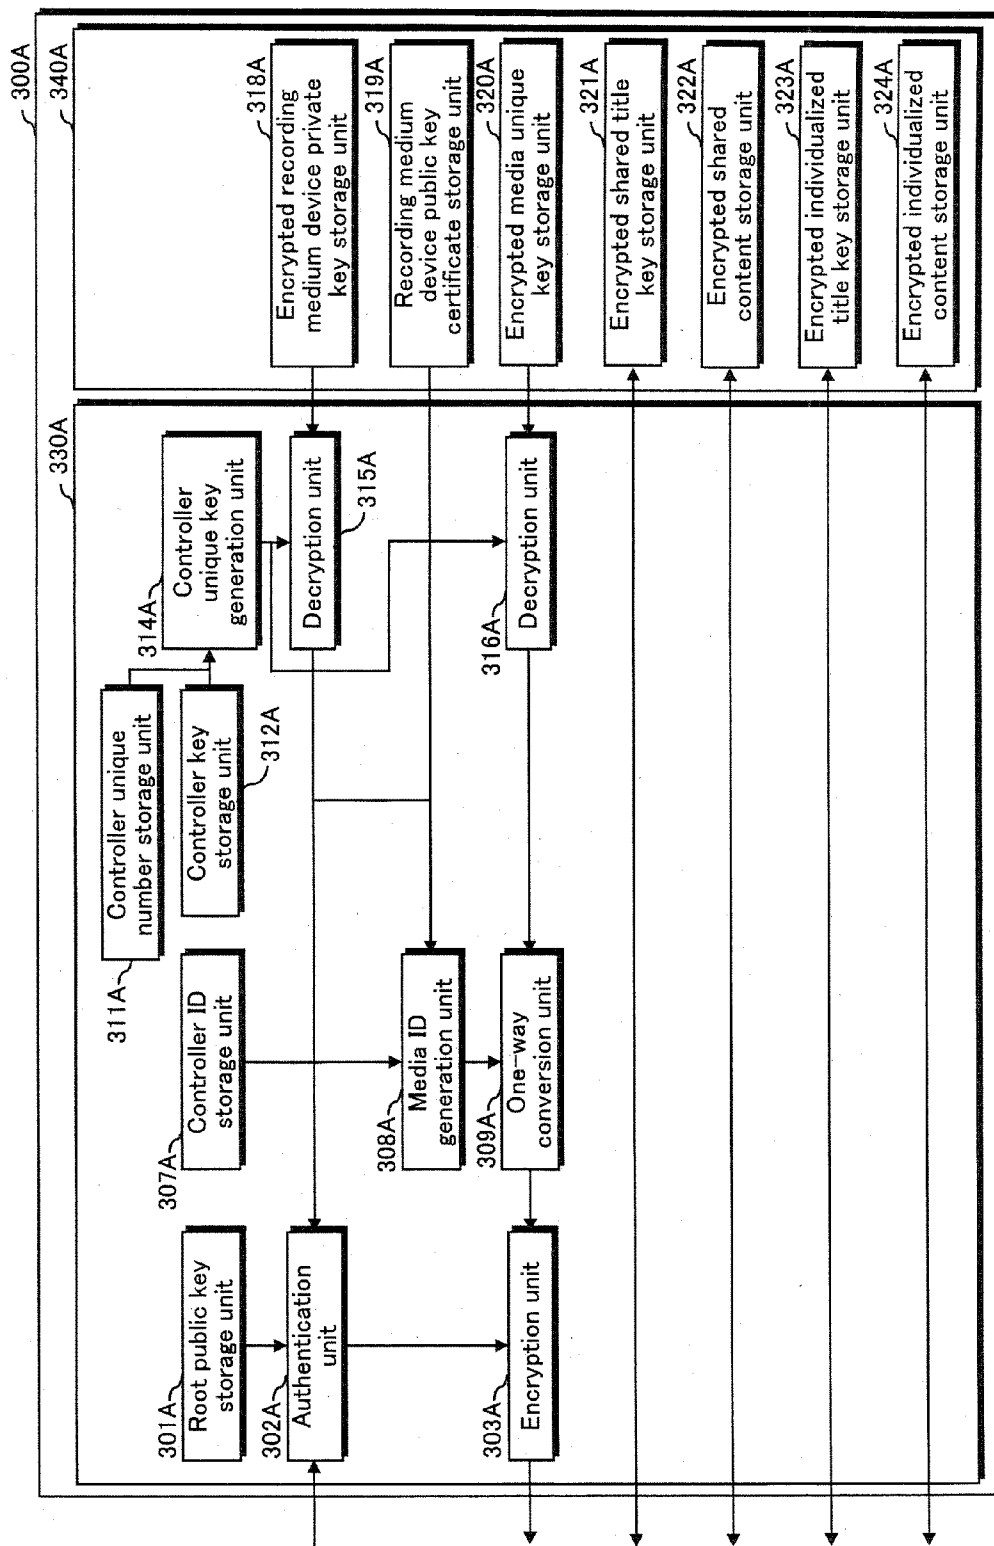 300A
330A
340A
301A
Root public key
storage unit
302A
Authentication
unit
303A
Encryption unit
307A
Controller ID
storage unit
308A
Media ID
generation unit
309A
One-way
conversion unit
311A
Controller unique
number storage unit
Controller key
storage unit
312A
314A
Controller
unique key
generation unit
Decryption unit
315A
316A
Decryption unit
318A
Encrypted recording
medium device private
key storage unit
319A
Recording medium
device public key
certificate storage unit
320A
Encrypted media unique
key storage unit
321A
Encrypted shared title
key storage unit
322A
Encrypted shared
content storage unit
323A
Encrypted individualized
title key storage unit
324A
Encrypted individualized
content storage unit